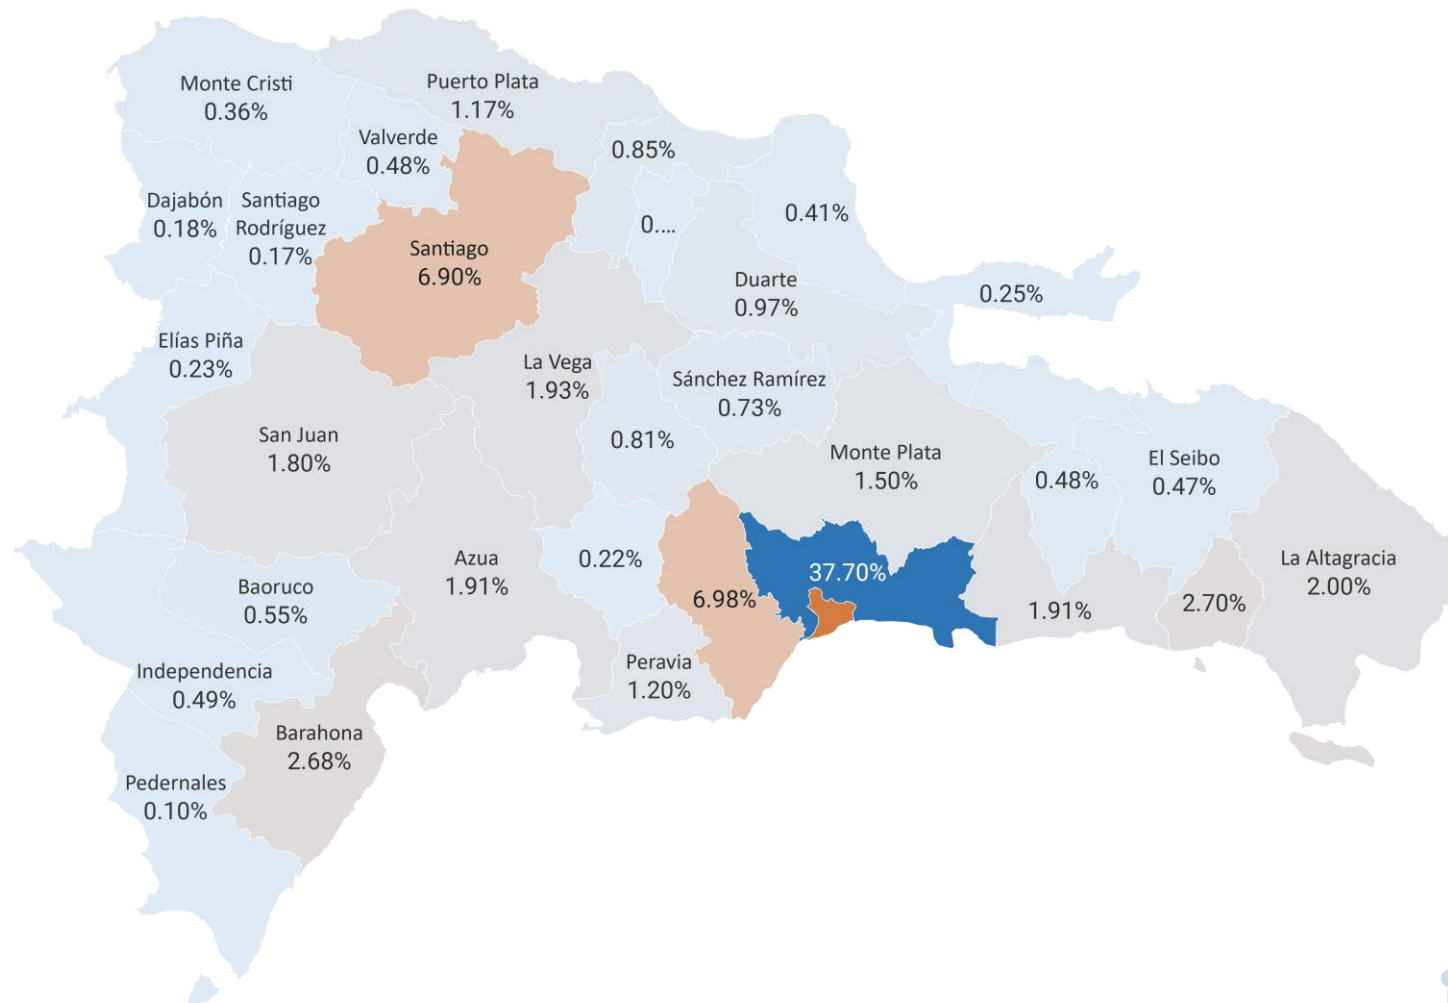 Monte Cristi
0.36%
Puerto Plata
1.17%
Valverde
0.48%
0.85%
Dajabón
0.18%
Santiago
Rodríguez
0.17%
0.41%
0....
Santiago
6.90%
Duarte
0.97%
0.25%
Elías Piña
0.23%
La Vega
1.93%
Sánchez Ramírez
0.73%
San Juan
1.80%
0.81%
Monte Plata
1.50%
0.48%
El Seibo
0.47%
Azua
1.91%
0.22%
37.70%
La Altagracia
2.00%
Baoruco
0.55%
6.98%
1.91%
2.70%
Independencia
0.49%
Peravia
1.20%
Barahona
2.68%
Pedernales
0.10%